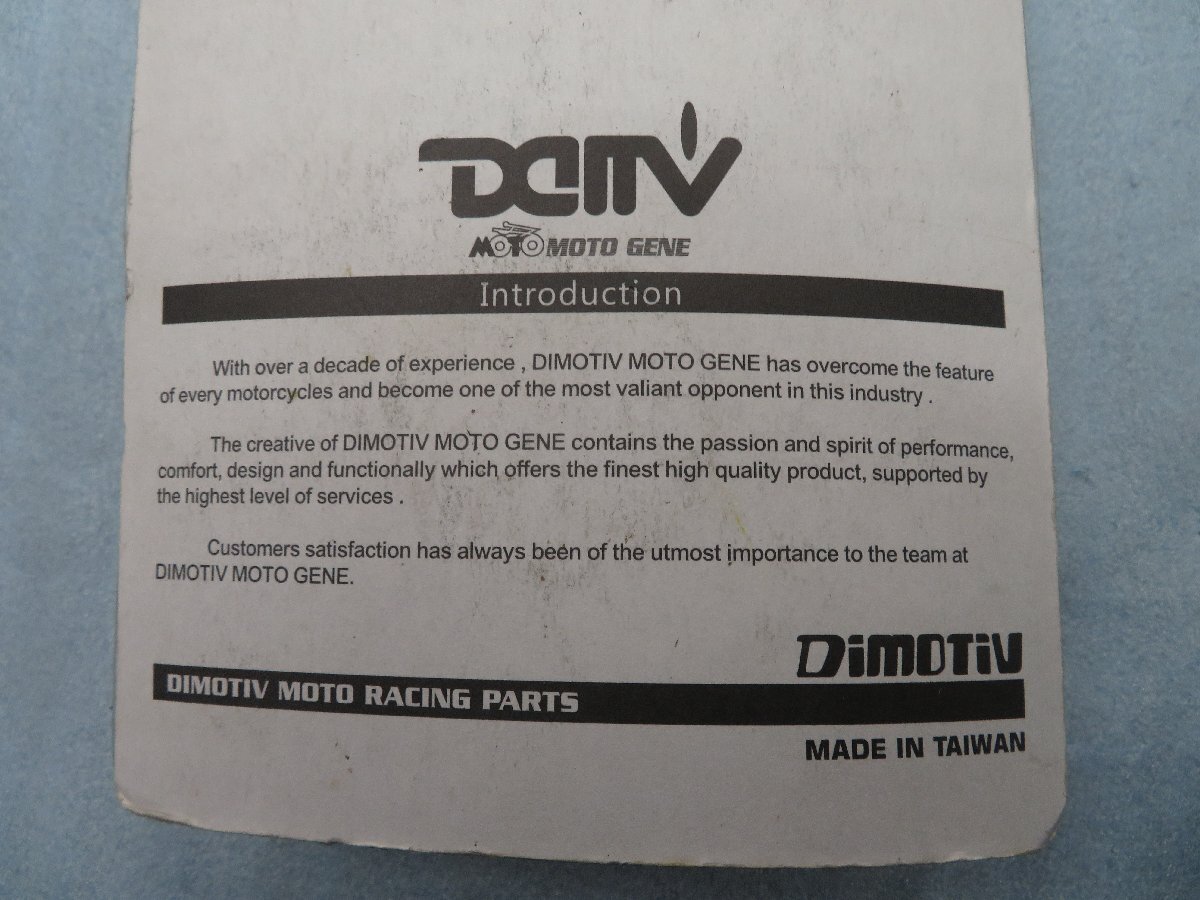 DCMV
MOTO MOTO GENE
Introduction
With over a decade of experience , DIMOTIV MOTO GENE has overcome the feature
of every motorcycles and become one of the most valiant opponent in this industry .
The creative of DIMOTIV MOTO GENE contains the passion and spirit of performance,
comfort, design and functionally which offers the finest high quality product, supported by
the highest level of services .
Customers satisfaction has always been of the utmost importance to the team at
DIMOTIV MOTO GENE.
DiMOTiV
DIMOTIV MOTO RACING PARTS
MADE IN TAIWAN